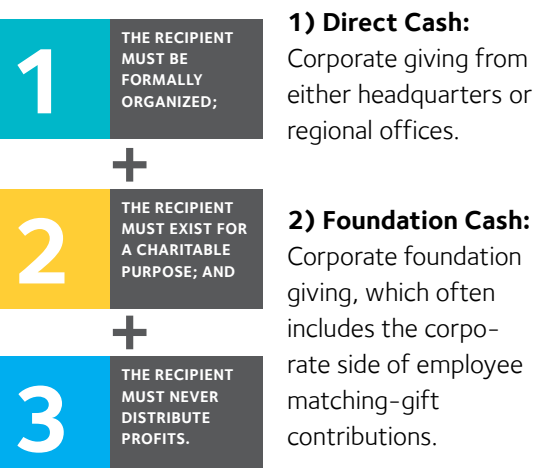 1
THE RECIPIENT
MUST BE
FORMALLY
ORGANIZED;
+
2
THE RECIPIENT
MUST EXIST FOR
A CHARITABLE
PURPOSE; AND
+
3
THE RECIPIENT
MUST NEVER
DISTRIBUTE
PROFITS.
1) Direct Cash:
Corporate giving from
either headquarters or
regional offices.
2) Foundation Cash:
Corporate foundation
giving, which often
includes the corpo-
rate side of employee
matching-gift
contributions.